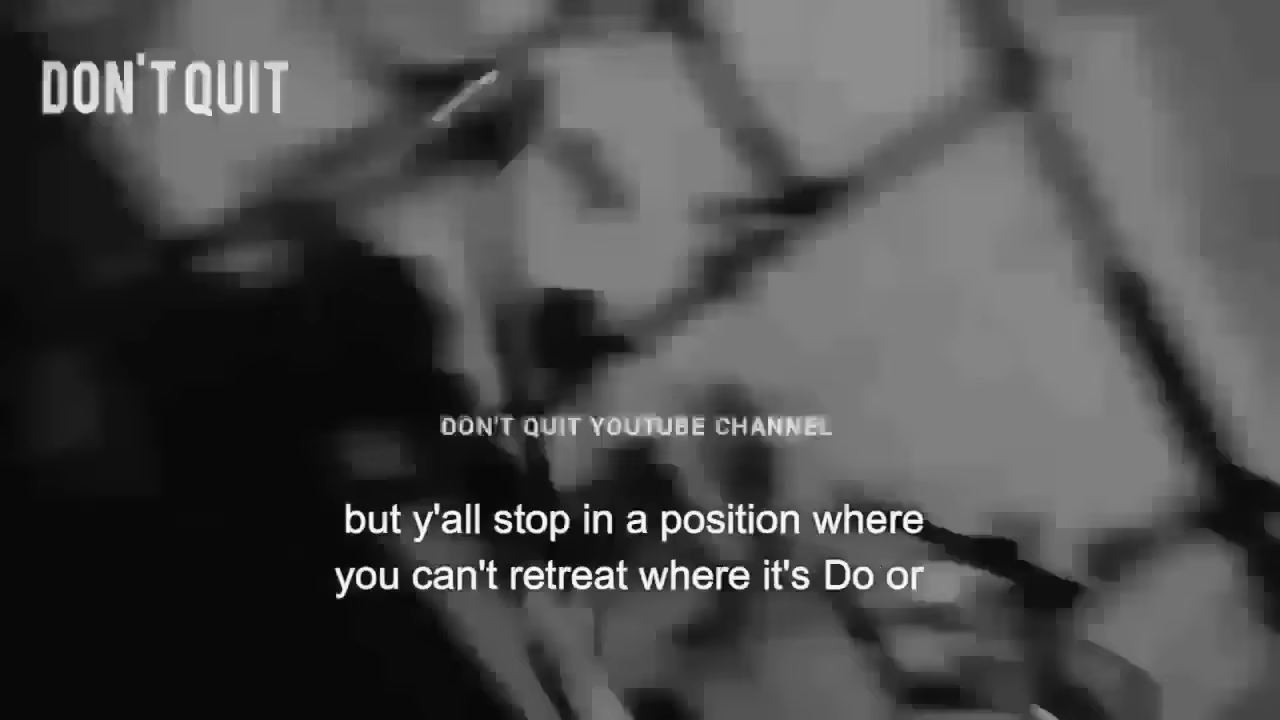 DON'T QUIT
DON'T QUIT YOUTUBE CHANNEL
but y'all stop in a position where
you can't retreat where it's Do or